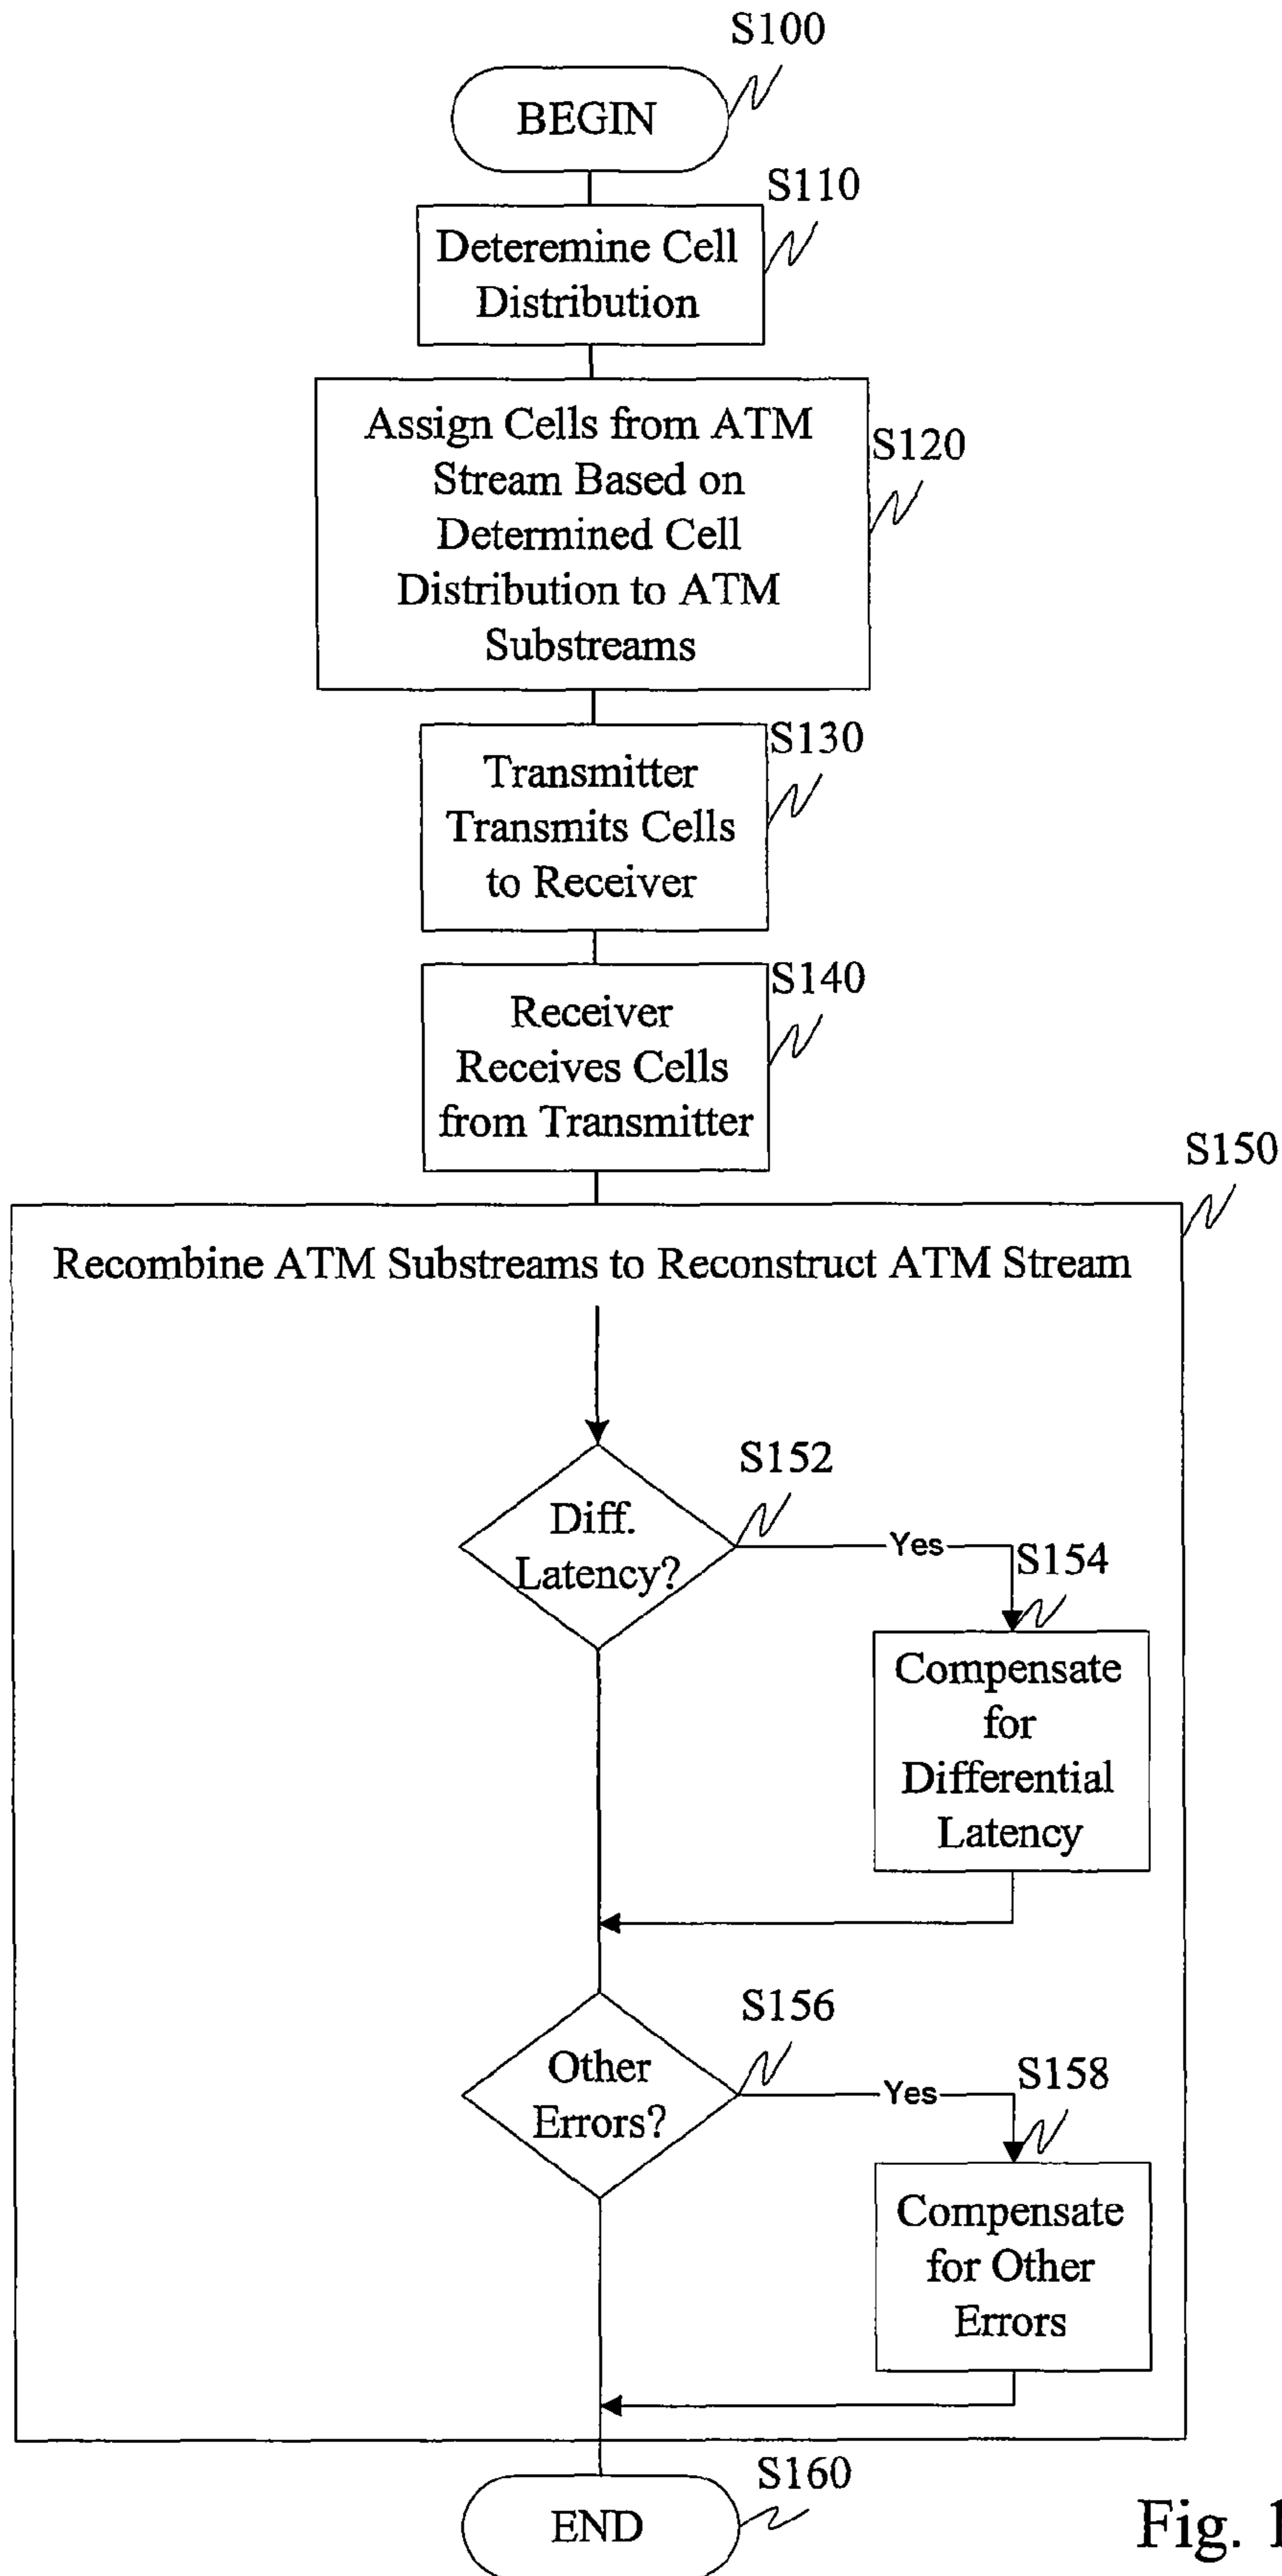 S100
BEGIN
S110
Deteremine Cell
Distribution
Assign Cells from ATM
Stream Based on
Determined Cell
Distribution to ATM
Substreams
S120
S130
Transmitter
Transmits Cells
to Receiver
S140
Receiver
Receives Cells
from Transmitter
S150
Recombine ATM Substreams to Reconstruct ATM Stream
S152
Diff.
Latency?
Yes
S154
Compensate
for
Differential
Latency
S156
Other
Errors?
Yes
S158
Compensate
for Other
Errors
S160
END